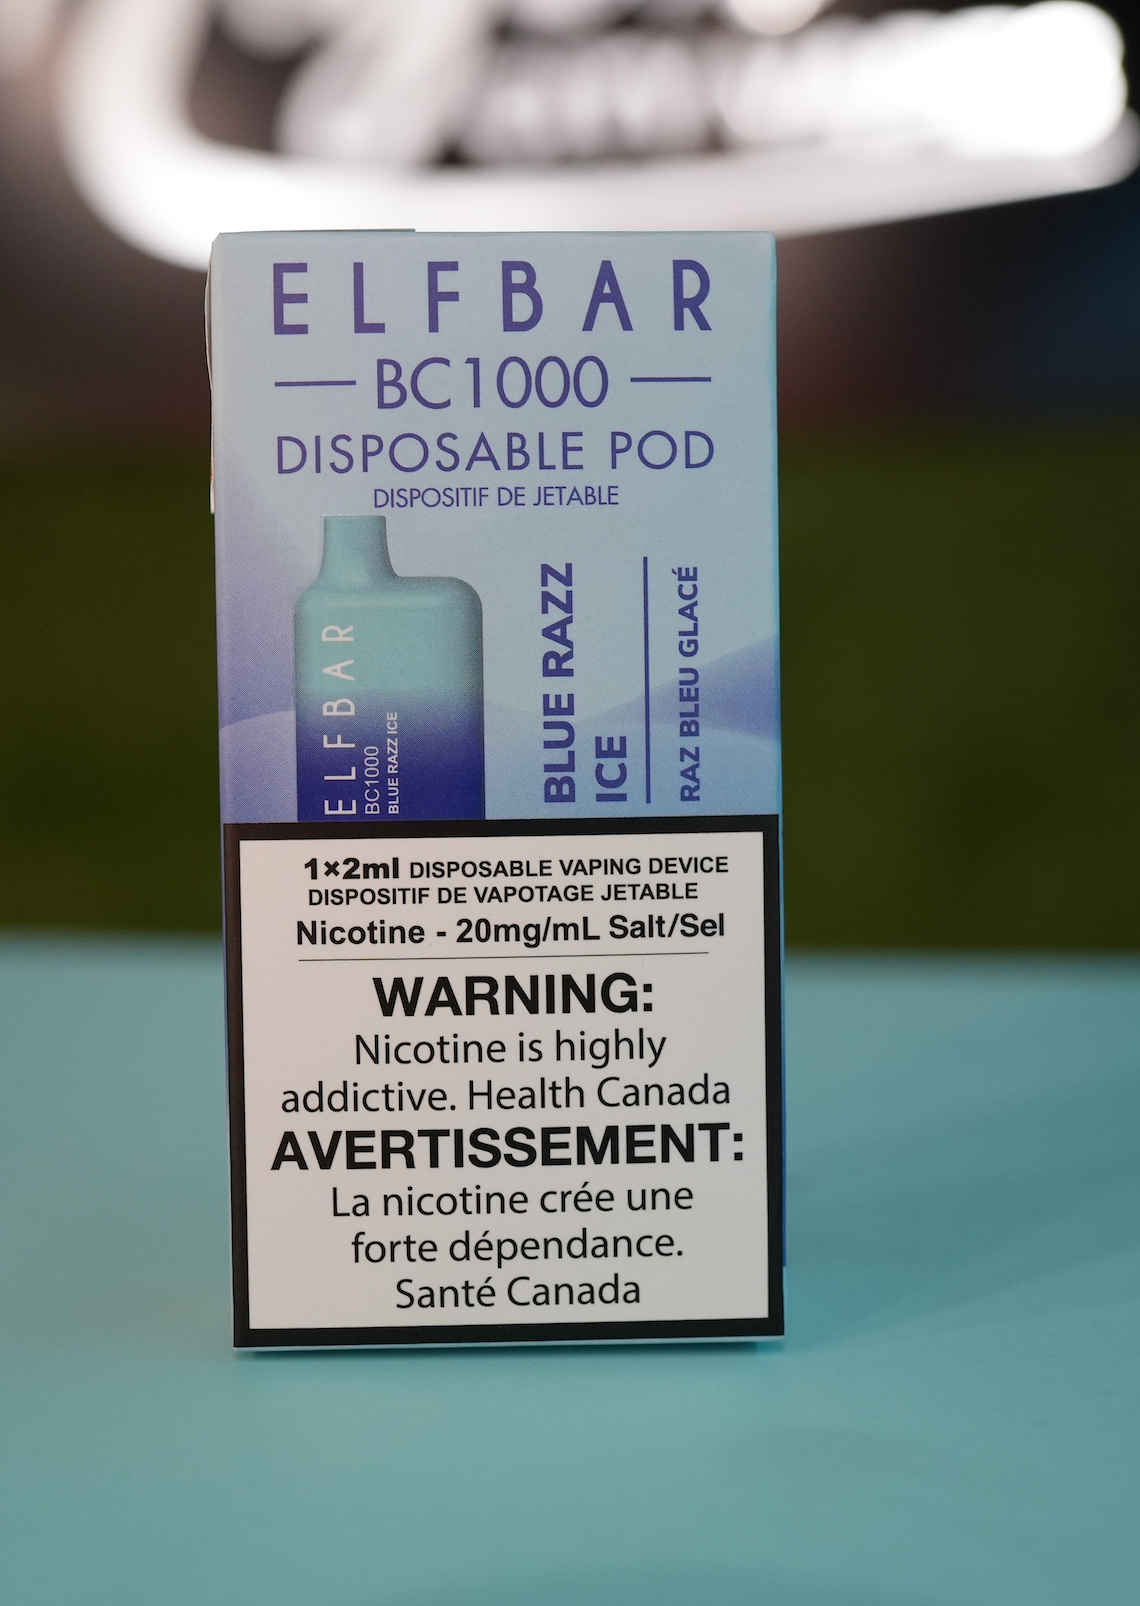 ELFBAR
BC1000
DISPOSABLE POD
DISPOSITIF DE JETABLE
ELFBAR
BC1000
BLUE RAZZ ICE
BLUE RAZZ
ICE
RAZ BLEU GLACÉ
1×2ml DISPOSABLE VAPING DEVICE
DISPOSITIF DE VAPOTAGE JETABLE
Nicotine - 20mg/mL Salt/Sel
WARNING:
Nicotine is highly
addictive. Health Canada
AVERTISSEMENT:
La nicotine crée une
forte dépendance.
Santé Canada